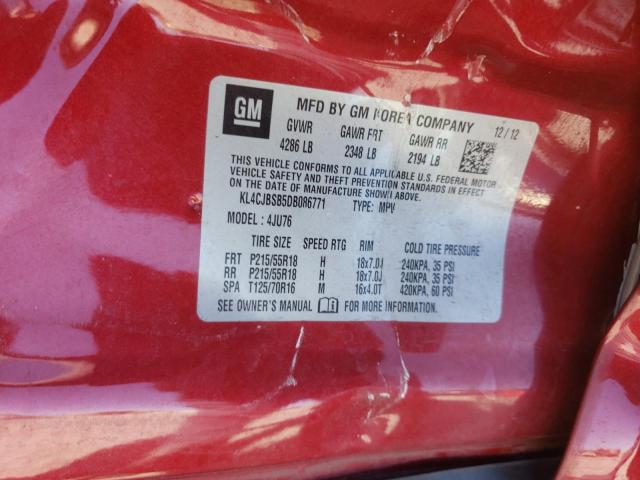 GM
MFD BY GM KOREA COMPANY 12/12
GVWR GAWR FRT GAWR RR
4286 LB 2348 LB 2194 LB
THIS VEHICLE CONFORMS TO ALL APPLICABLE U.S. FEDERAL MOTOR
VEHICLE SAFETY AND THEFT PREVENTION STANDARDS IN EFFECT
ON THE DATE OF MANUFACTURE SHOWN ABOVE.
KL4CJBSB5DB0R6771 TYPE: MPV
MODEL : 4JU76
TIRE SIZE SPEED RTG RIM COLD TIRE PRESSURE
FRT P215/55R18 H 18x7.0J 240KPA, 35 PSI
RR P215/55R18 H 18x7.0J 240KPA, 35 PSI
SPA T125/70R16 M 16x4.0T 420KPA, 60 PSI
SEE OWNER'S MANUAL FOR MORE INFORMATION.